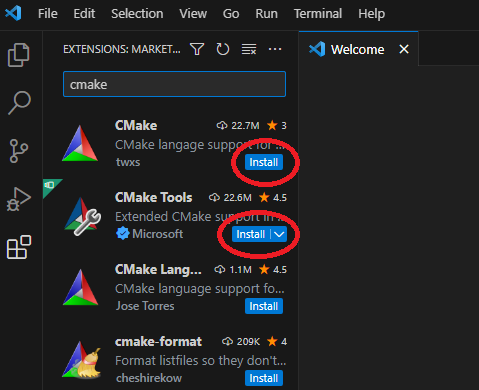 File Edit Selection View Go Run Terminal Help
EXTENSIONS: MARKET...
Welcome
cmake
CMake 22.7M 3
CMake langage support for ...
twxs Install
CMake Tools 22.6M 4.5
Extended CMake support in ...
Microsoft Install
CMake Lang... 1.1M 4.5
CMake language support fo...
Jose Torres Install
cmake-format 209K 4
Format listfiles so they don't...
cheshirekow Install